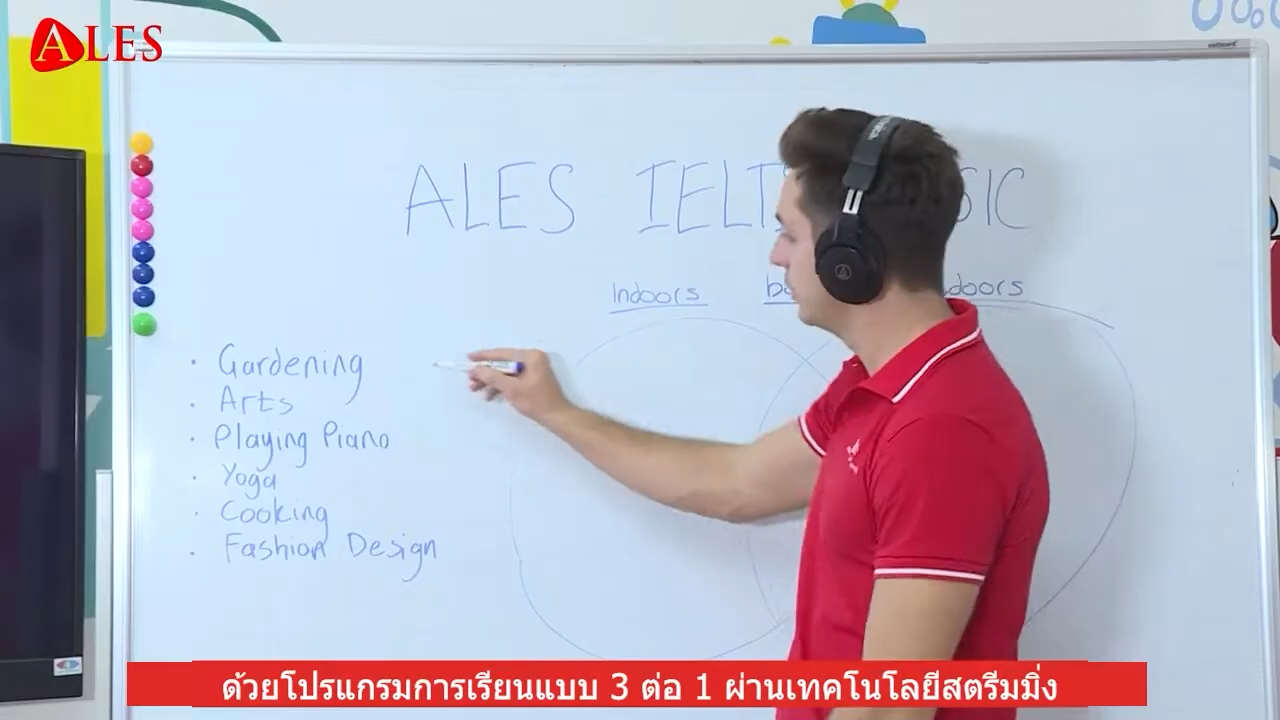 ALES
ALES IELTS SIC
Indoors
doors
• Gardening
• Arts
• Playing Piano
• Yoga
• Cooking
• Fashion Design
ด้วยโปรแกรมการเรียนแบบ 3 ต่อ 1 ผ่านเทคโนโลยีสตรีมมิ่ง